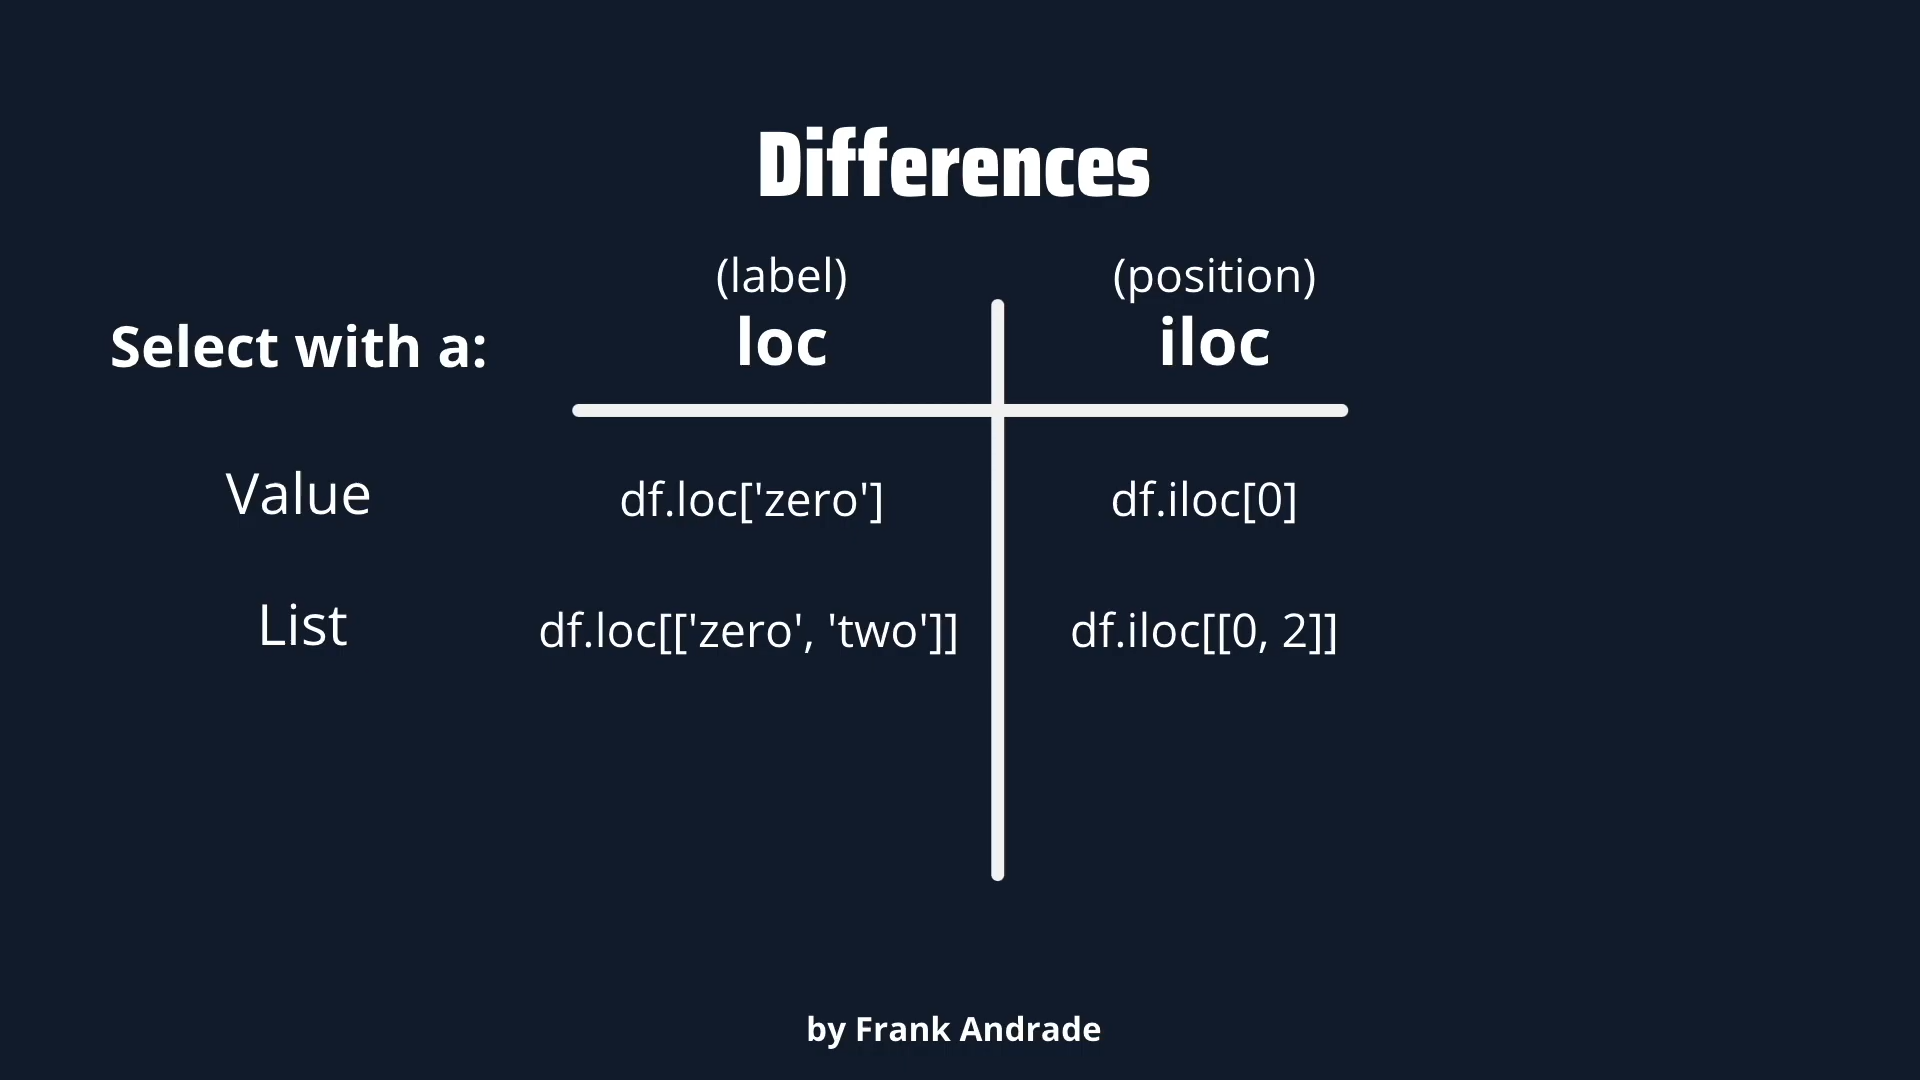 Differences
(label) (position)
Select with a: loc iloc
Value df.loc['zero'] df.iloc[0]
List df.loc[['zero', 'two']] df.iloc[[0, 2]]
by Frank Andrade